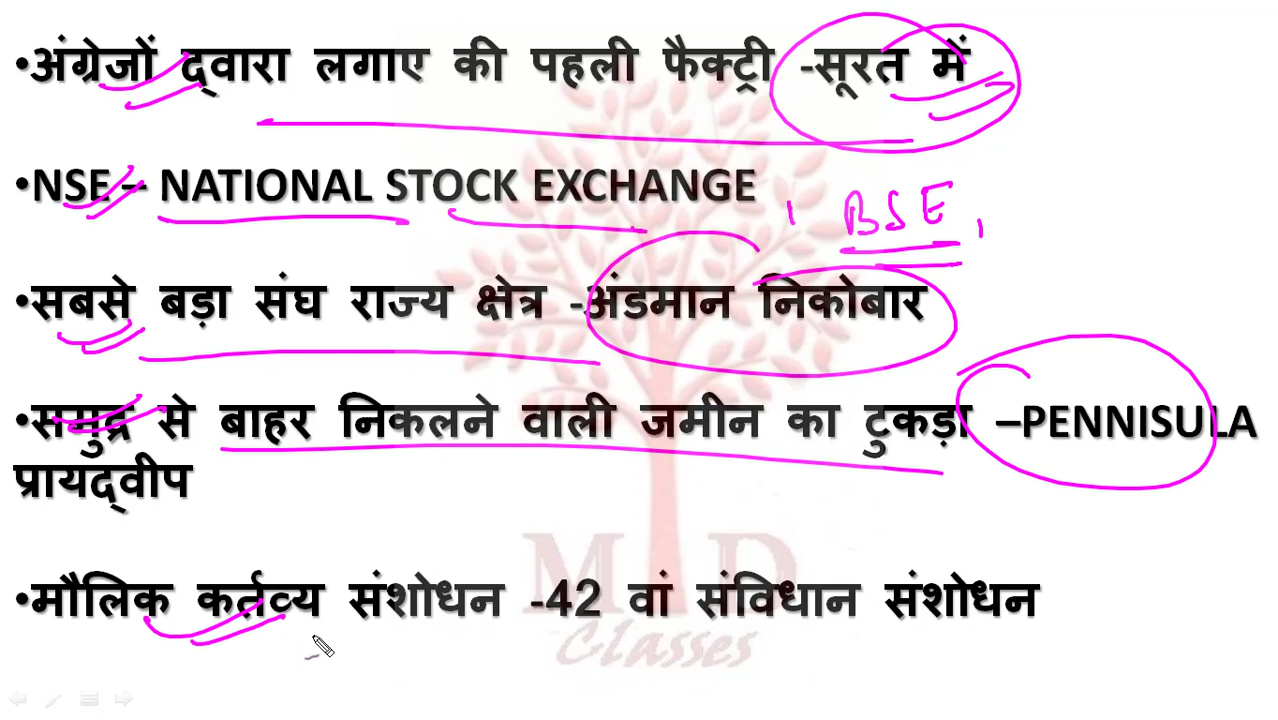 •अंग्रेजों द्वारा लगाए की पहली फैक्ट्री -सूरत में
•NSE – NATIONAL STOCK EXCHANGE
, BSE,
•सबसे बड़ा संघ राज्य क्षेत्र -अंडमान निकोबार
•समुद्र से बाहर निकलने वाली जमीन का टुकड़ा –PENNISULA
प्रायद्वीप
•मौलिक कर्तव्य संशोधन -42 वां संविधान संशोधन
M D
Classes